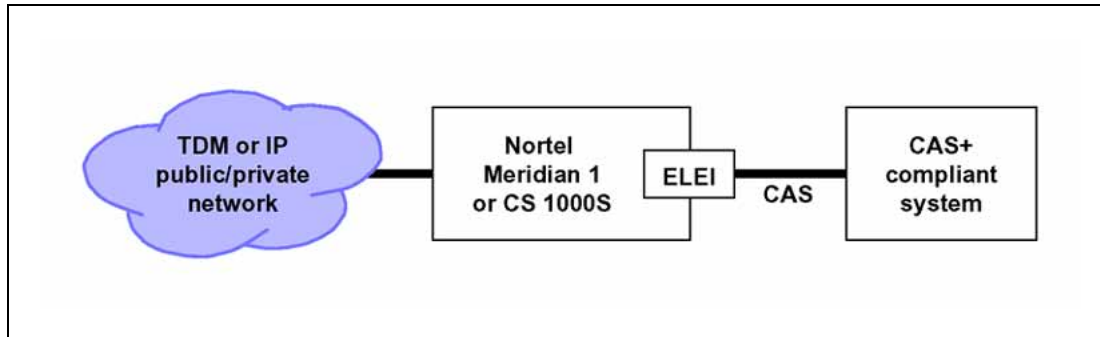 TDM or IP
public/private
network
Nortel
Meridian 1
or CS 1000S
ELEI
CAS
CAS+
compliant
system